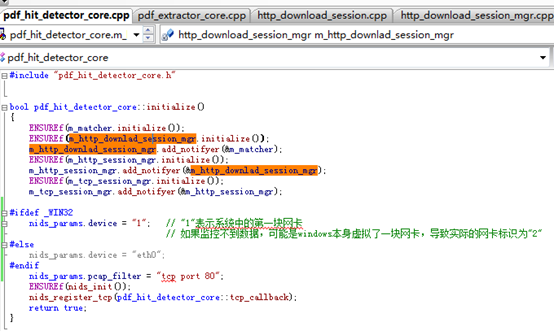 pdf_hit_detector_core.cpp pdf_extractor_core.cpp http_download_session.cpp http_download_session_mgr.cpp
pdf_hit_detector_core.m_ http_download_session_mgr m_http_downlad_session_mgr
pdf_hit_detector_core
#include "pdf_hit_detector_core.h"
bool pdf_hit_detector_core::initialize()
{
ENSUREf(m_matcher.initialize());
ENSUREf(m_http_downlad_session_mgr.initialize());
m_http_downlad_session_mgr.add_notifyer(&m_matcher);
ENSUREf(m_http_session_mgr.initialize());
m_http_session_mgr.add_notifyer(&m_http_downlad_session_mgr);
ENSUREf(m_tcp_session_mgr.initialize());
m_tcp_session_mgr.add_notifyer(&m_http_session_mgr);
#ifdef _WIN32
nids_params.device = "1"; // "1"表示系统中的第一块网卡
// 如果监控不到数据，可能是windows本身虚拟了一块网卡，导致实际的网卡标识为"2"
#else
nids_params.device = "eth0";
#endif
nids_params.pcap_filter = "tcp port 80";
ENSUREf(nids_init());
nids_register_tcp(pdf_hit_detector_core::tcp_callback);
return true;
}